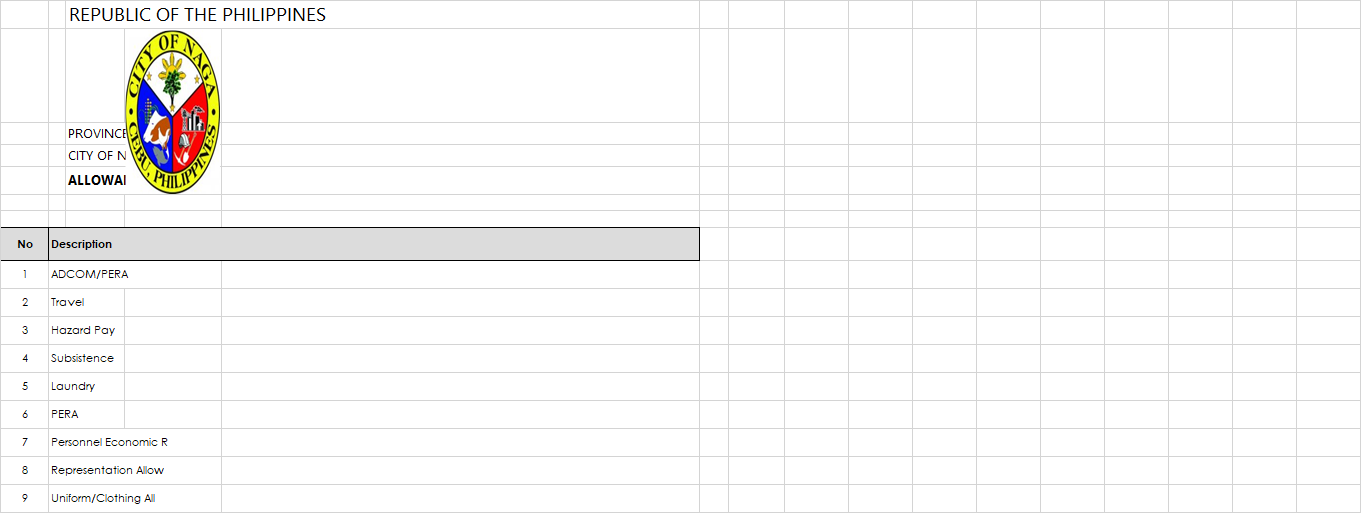 REPUBLIC OF THE PHILIPPINES
CITY OF NAGA
CEBU, PHILIPPINES
PROVINCE
CITY OF N
ALLOWAI
No Description
1 ADCOM/PERA
2 Travel
3 Hazard Pay
4 Subsistence
5 Laundry
6 PERA
7 Personnel Economic R
8 Representation Allow
9 Uniform/Clothing All